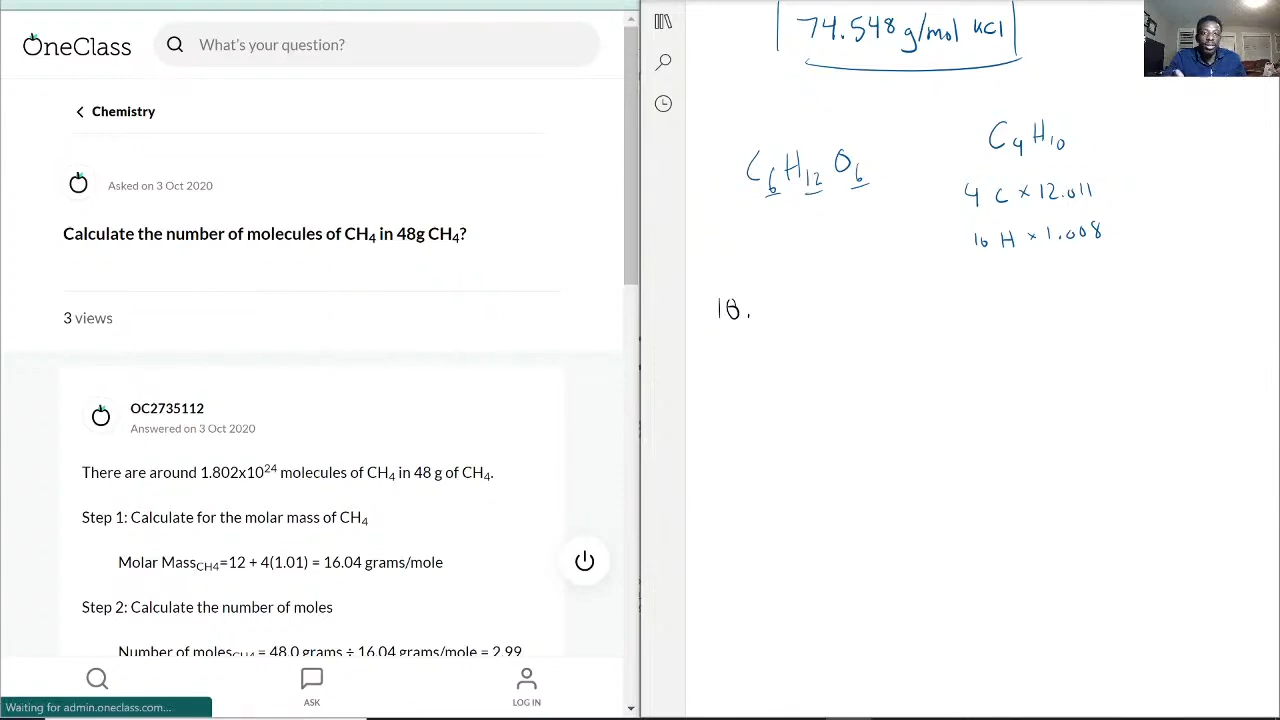 OneClass
What's your question?
Chemistry
Asked on 3 Oct 2020
Calculate the number of molecules of CH₄ in 48g CH₄?
3 views
OC2735112
Answered on 3 Oct 2020
There are around 1.802x10²⁴ molecules of CH₄ in 48 g of CH₄.
Step 1: Calculate for the molar mass of CH₄
Molar Mass_CH4=12 + 4(1.01) = 16.04 grams/mole
Step 2: Calculate the number of moles
Number of moles_CH4 = 48.0 grams ÷ 16.04 grams/mole = 2.99
ASK
LOG IN
Waiting for admin.oneclass.com...
74.548 g/mol KCl
C₆H₁₂O₆
C₄H₁₀
4 C × 12.011
10 H × 1.008
18.